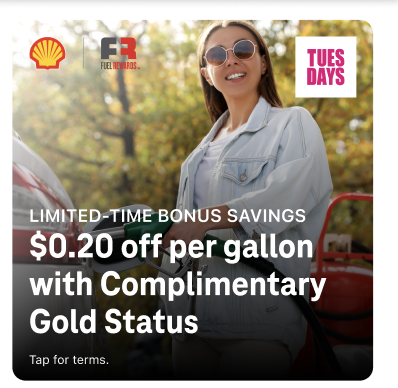 FR
FUEL REWARDS
TUES
DAYS
LIMITED-TIME BONUS SAVINGS
$0.20 off per gallon
with Complimentary
Gold Status
Tap for terms.